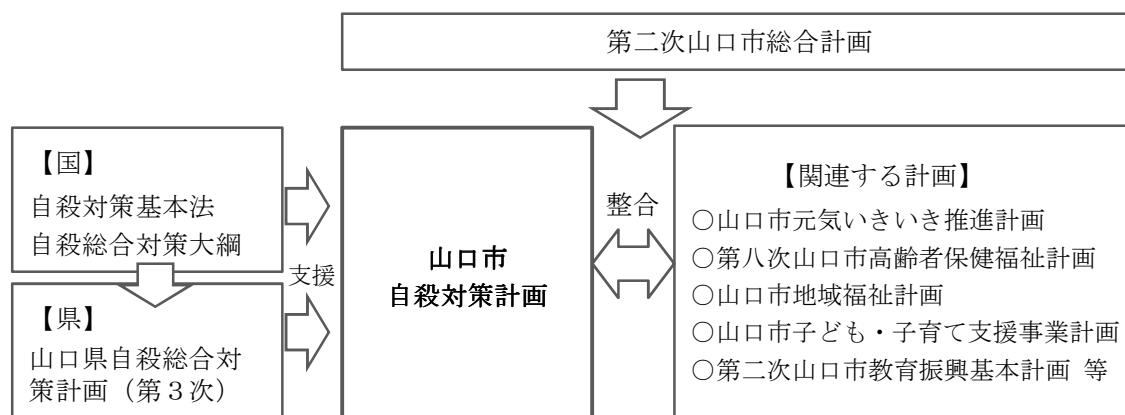 第二次山口市総合計画
【国】
自殺対策基本法
自殺総合対策大綱
支援
【県】
山口県自殺総合対
策計画（第３次）
山口市
自殺対策計画
整合
【関連する計画】
○山口市元気いきいき推進計画
○第八次山口市高齢者保健福祉計画
○山口市地域福祉計画
○山口市子ども・子育て支援事業計画
○第二次山口市教育振興基本計画 等